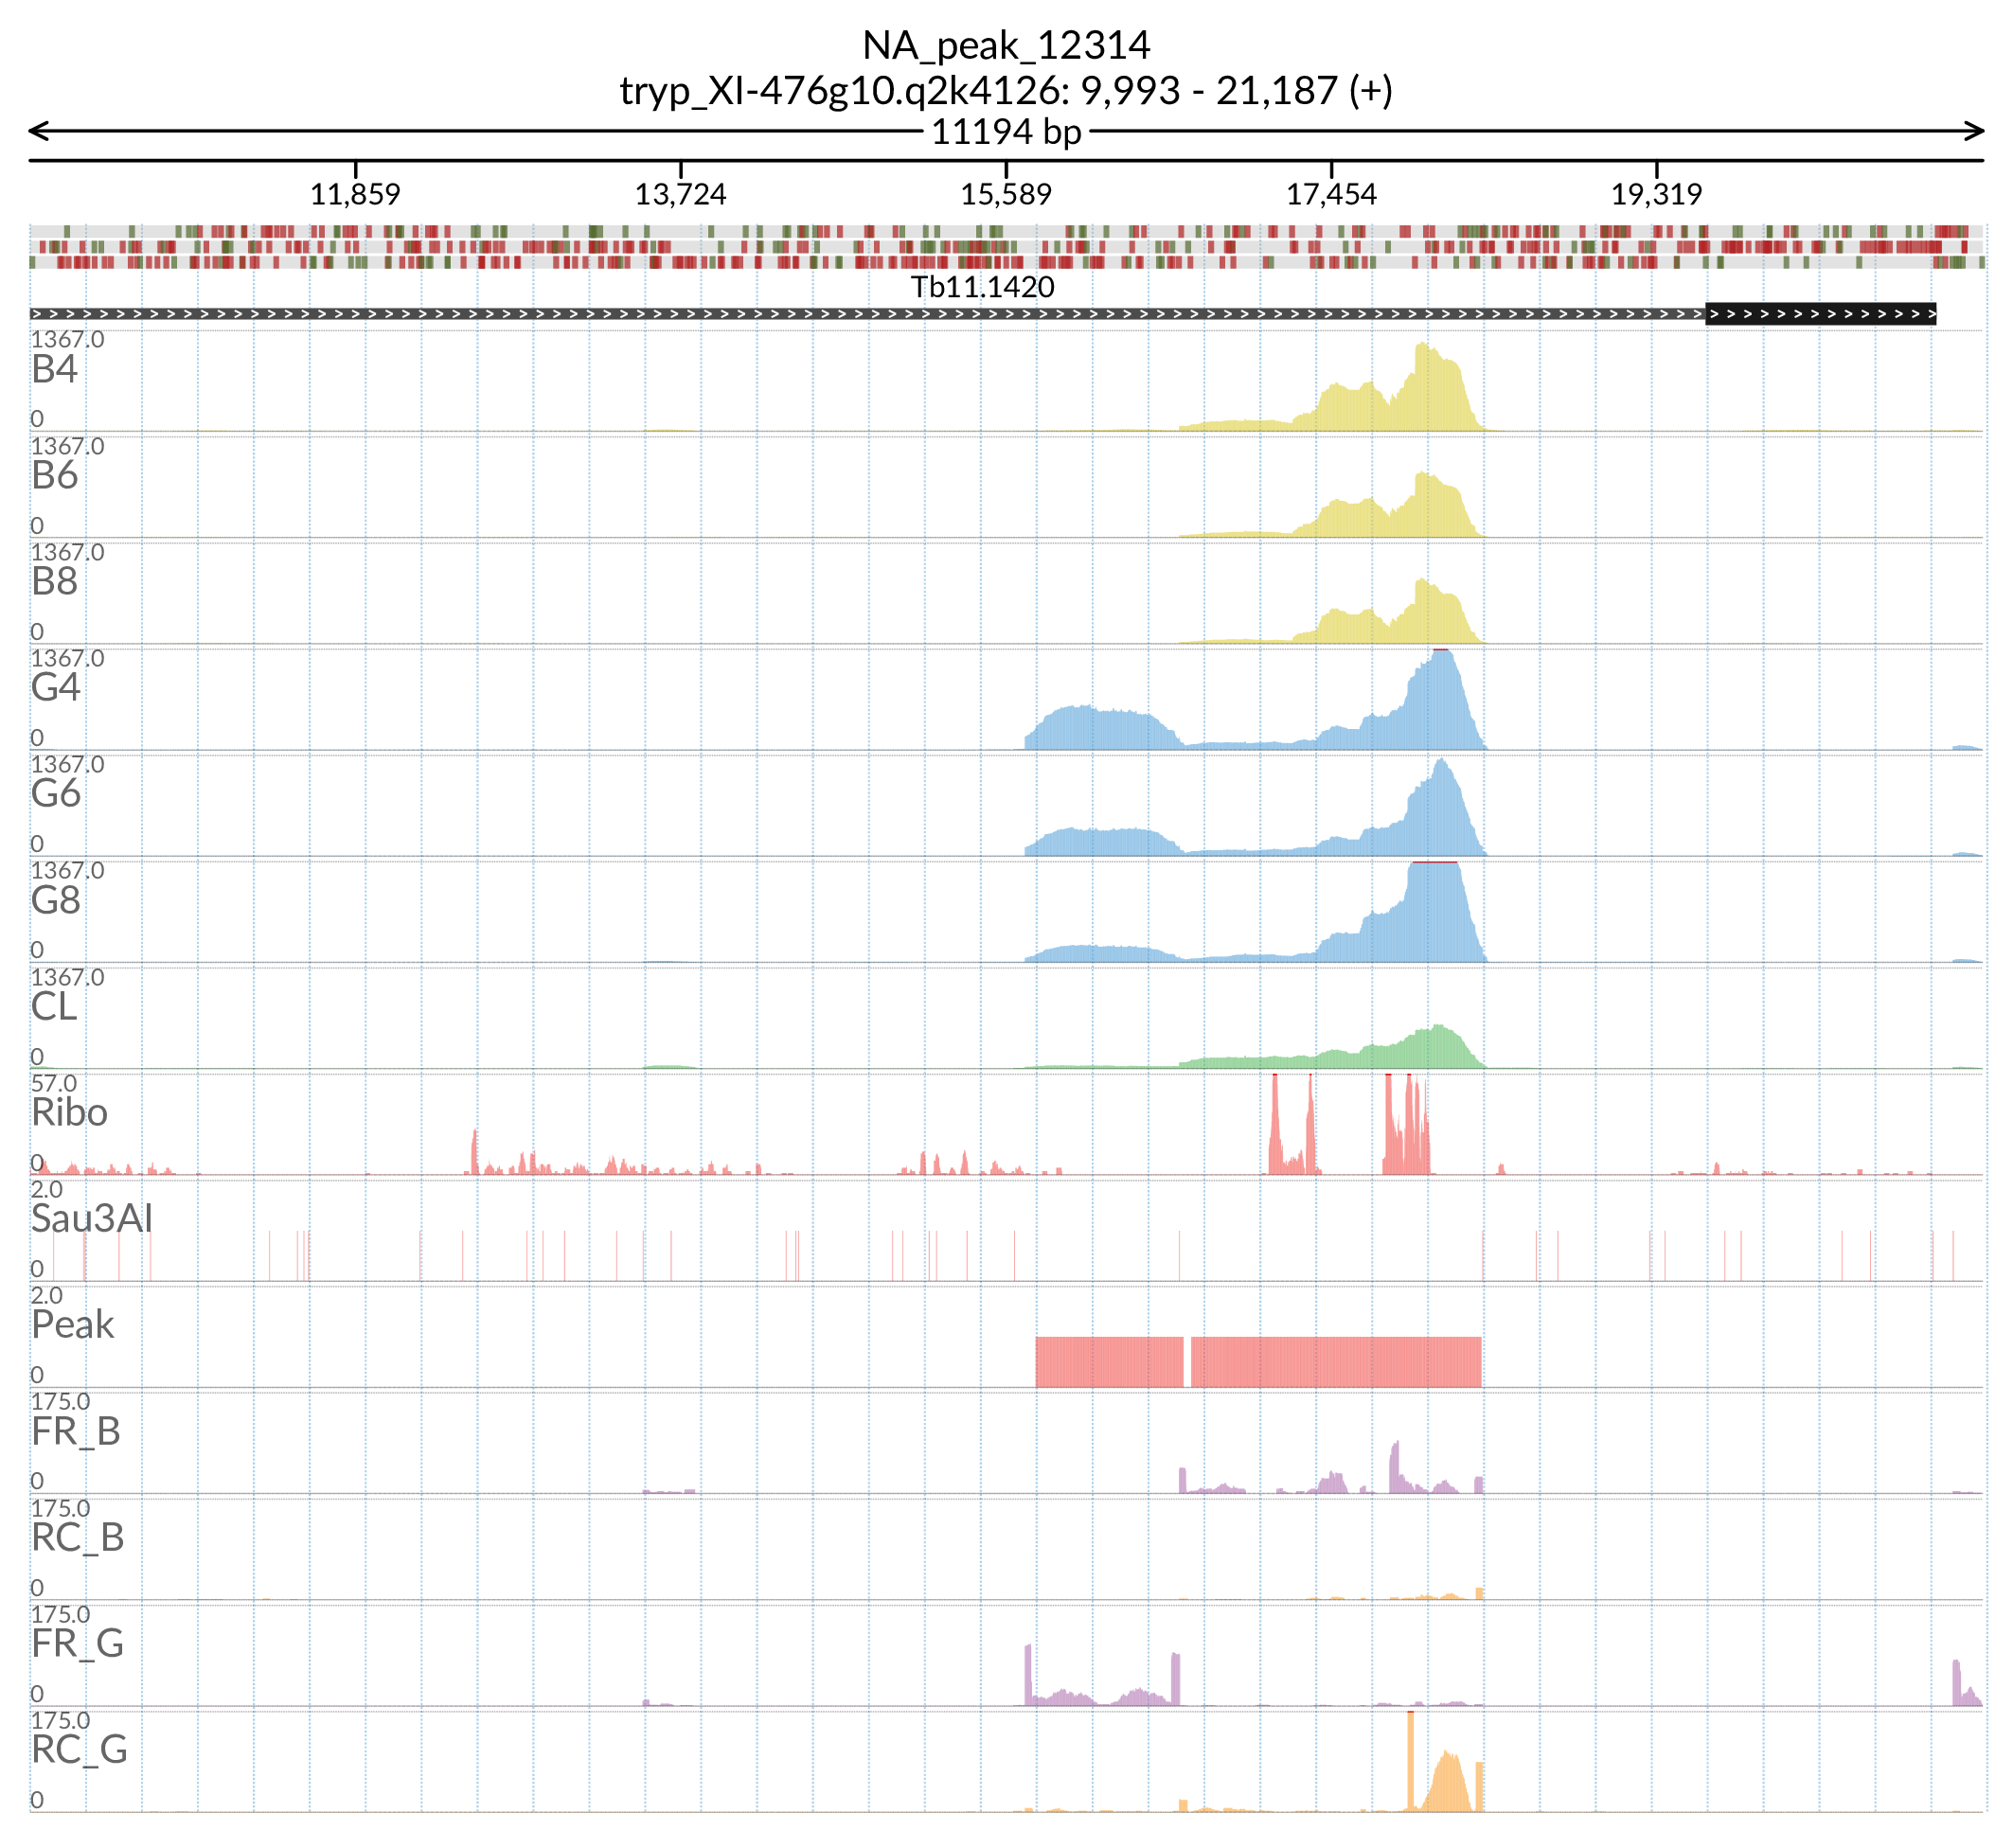 NA_peak_12314
tryp_XI-476g10.q2k4126: 9,993 - 21,187 (+)
11194 bp
11,859 13,724 15,589 17,454 19,319
Tb11.1420
1367.0
B4
0
1367.0
B6
0
1367.0
B8
0
1367.0
G4
0
1367.0
G6
0
1367.0
G8
0
1367.0
CL
0
57.0
Ribo
0
2.0
Sau3AI
0
2.0
Peak
0
175.0
FR_B
0
175.0
RC_B
0
175.0
FR_G
0
175.0
RC_G
0